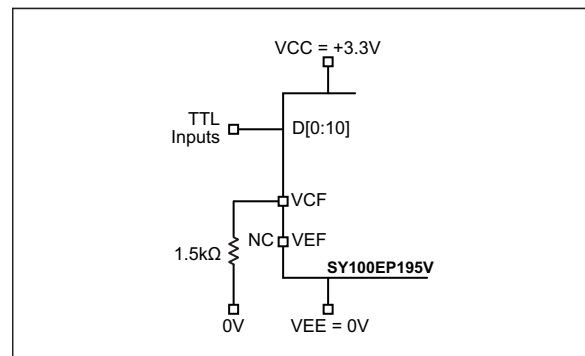 VCC = +3.3V
TTL
Inputs
D[0:10]
VCF
NC
VEF
1.5kΩ
SY100EP195V
0V
VEE = 0V